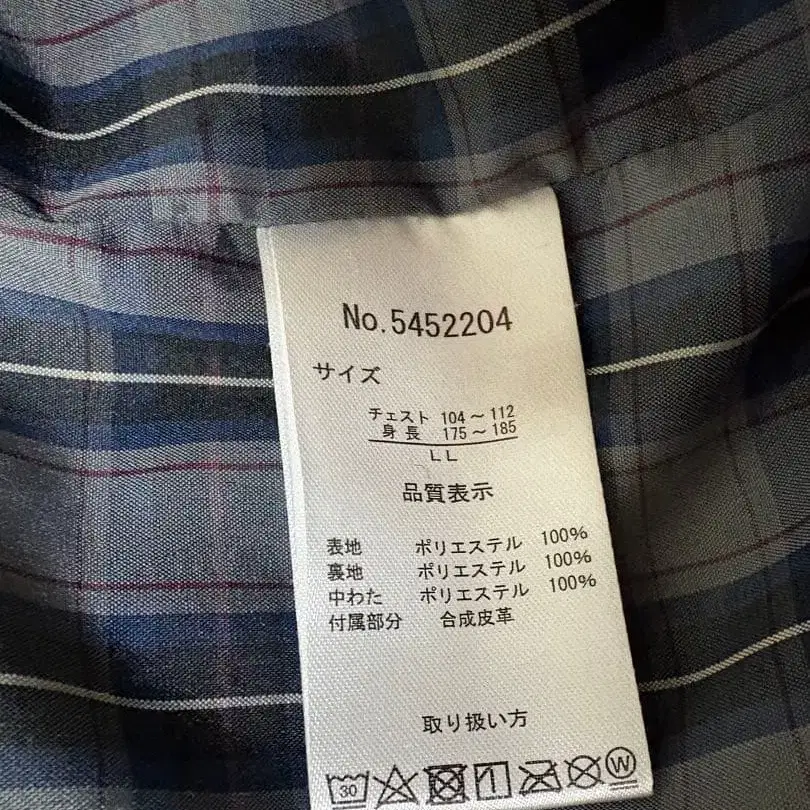 No.5452204
サイズ
チェスト 104～112
身長 175～185
LL
品質表示
表地 ポリエステル 100%
裏地 ポリエステル 100%
中わた ポリエステル 100%
付属部分 合成皮革
取り扱い方
30 W